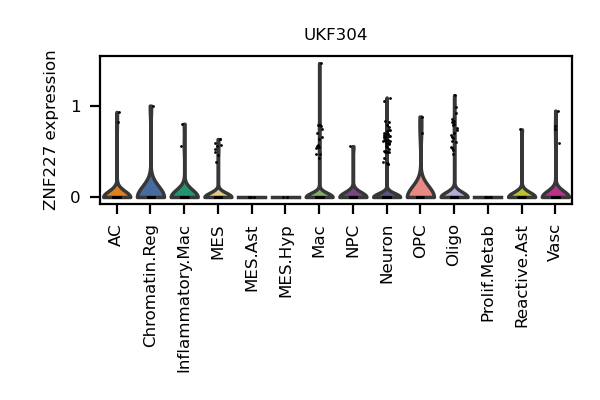 UKF304
ZNF227 expression
1
0
AC
Chromatin.Reg
Inflammatory.Mac
MES
MES.Ast
MES.Hyp
Mac
NPC
Neuron
OPC
Oligo
Prolif.Metab
Reactive.Ast
Vasc